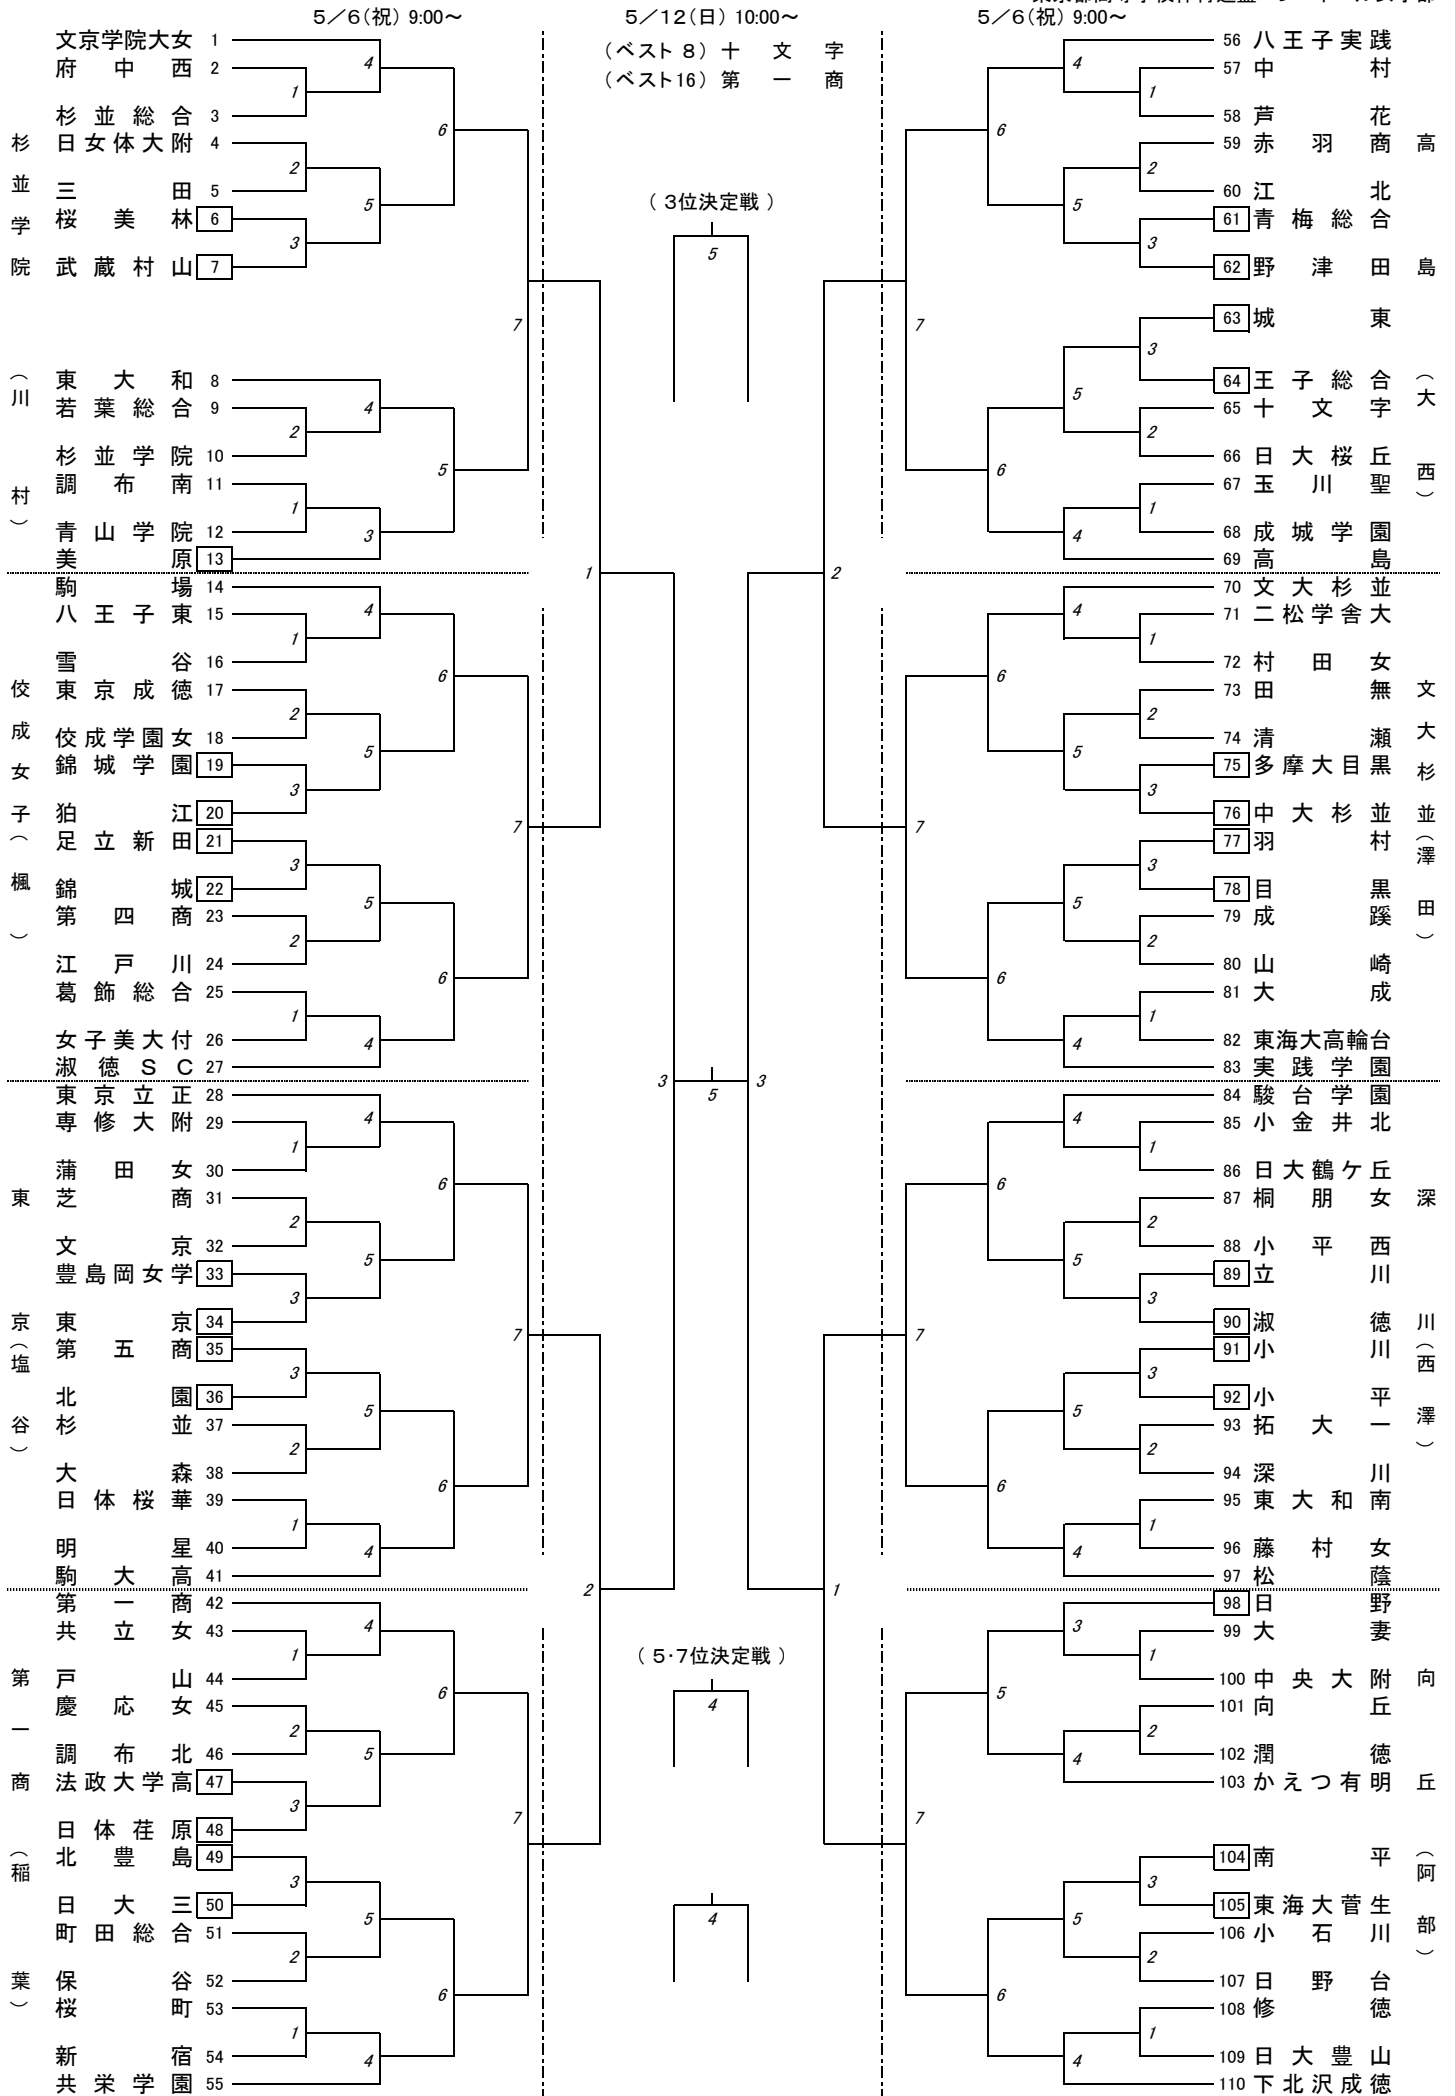 5／6（祝） 9:00～
5／12（日） 10:00～
5／6（祝） 9:00～
（ベスト 8） 十文字
（ベスト16） 第一商
（ 3位決定戦 ）
5
（ 5・7位決定戦 ）
4
4
杉並学院（川村）
文京学院大女 1
府中西 2
杉並総合 3
日女体大附 4
三田 5
桜美林 6
武蔵村山 7
東大和 8
若葉総合 9
杉並学院 10
調布南 11
青山学院 12
美原 13
佼成女子（楓）
駒場 14
八王子東 15
雪谷 16
東京成徳 17
佼成学園女 18
錦城学園 19
狛江 20
足立新田 21
錦城 22
第四商 23
江戸川 24
葛飾総合 25
女子美大付 26
淑徳ＳＣ 27
東京（塩谷）
東京立正 28
専修大附 29
蒲田女 30
芝商 31
文京 32
豊島岡女学 33
東京 34
第五商 35
北園 36
杉並 37
大森 38
日体桜華 39
明星 40
駒大高 41
第一商（稲葉）
第一商 42
共立女 43
戸山 44
慶応女 45
調布北 46
法政大学高 47
日体荏原 48
北豊島 49
日大三 50
町田総合 51
保谷 52
桜町 53
新宿 54
共栄学園 55
高島（大西）
56 八王子実践
57 中村
58 芦花
59 赤羽商
60 江北
61 青梅総合
62 野津田
63 城東
64 王子総合
65 十文字
66 日大桜丘
67 玉川聖
68 成城学園
69 高島
文大杉並（澤田）
70 文大杉並
71 二松学舎大
72 村田女
73 田無
74 清瀬
75 多摩大目黒
76 中大杉並
77 羽村
78 目黒
79 成蹊
80 山崎
81 大成
82 東海大高輪台
83 実践学園
深川（西澤）
84 駿台学園
85 小金井北
86 日大鶴ケ丘
87 桐朋女
88 小平西
89 立川
90 淑徳
91 小川
92 小平
93 拓大一
94 深川
95 東大和南
96 藤村女
97 松蔭
向丘（阿部）
98 日野
99 大妻
100 中央大附
101 向丘
102 潤徳
103 かえつ有明
104 南平
105 東海大菅生
106 小石川
107 日野台
108 修徳
109 日大豊山
110 下北沢成徳